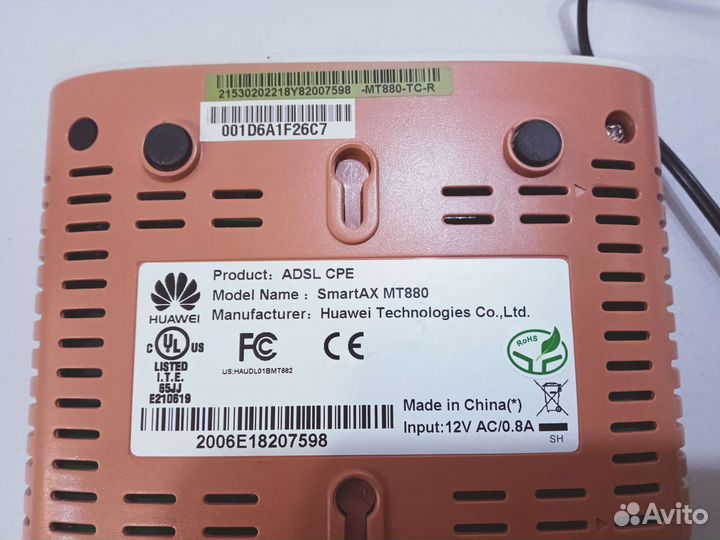 21530202218Y82007598 -MT880-TC-R
001D6A1F26C7
Product: ADSL CPE
Model Name : SmartAX MT880
Manufacturer: Huawei Technologies Co.,Ltd.
HUAWEI
C UL US
LISTED
I.T.E.
65JJ
E210619
FC
US:HAUDL01BMT882
CE
RoHS
2006E18207598
Made in China(*)
Input:12V AC/0.8A
SH
Avito